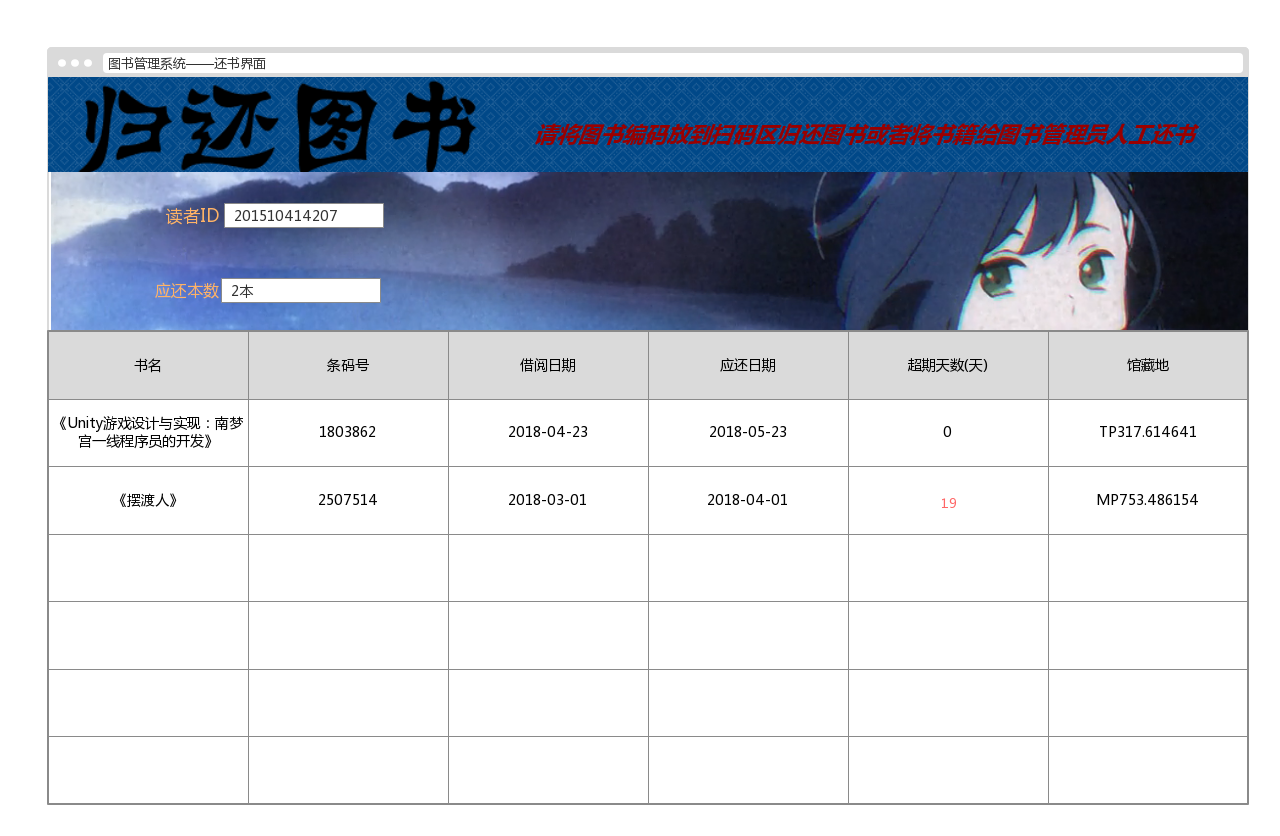 图书管理系统——还书界面
归还图书
请将图书编码放到扫码区归还图书或者将书籍给图书管理员人工还书
读者ID 201510414207
应还本数 2本
书名 条码号 借阅日期 应还日期 超期天数(天) 馆藏地
《Unity游戏设计与实现：南梦
宫一线程序员的开发》 1803862 2018-04-23 2018-05-23 0 TP317.614641
《摆渡人》 2507514 2018-03-01 2018-04-01 19 MP753.486154